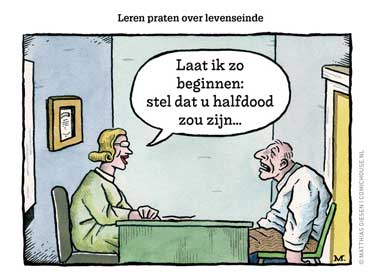 Leren praten over levenseinde
Laat ik zo
beginnen:
stel dat u halfdood
zou zijn...
M.
© MATTHIAS GIESEN | COMICHOUSE.NL